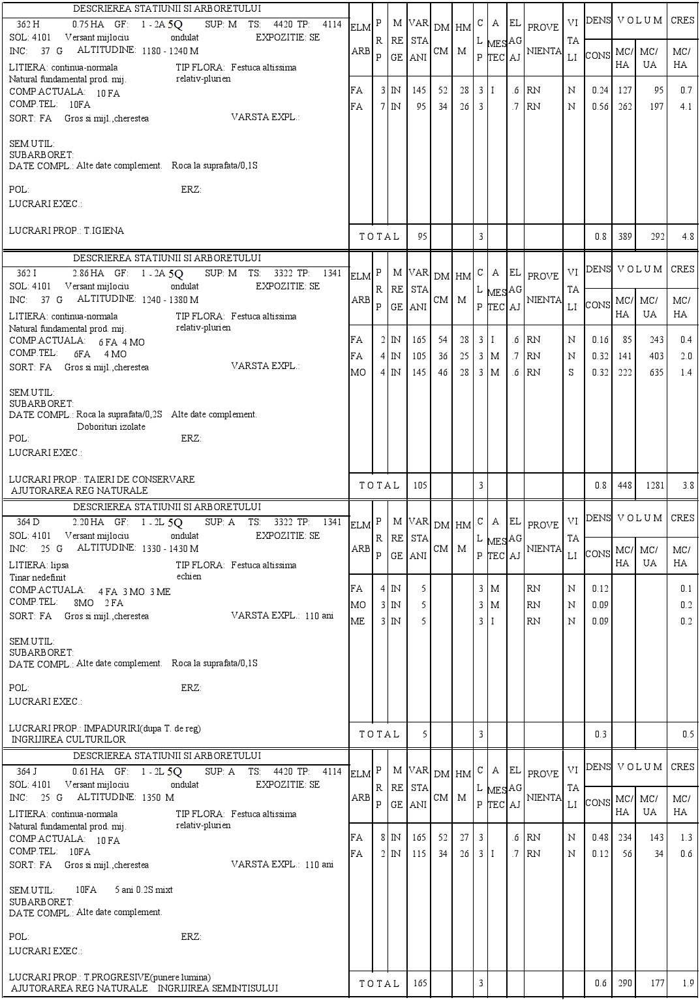 DESCRIEREA STATIUNII SI ARBORETULUI
362 H 0.75 HA GF: 1 - 2A 5Q SUP: M TS: 4420 TP: 4114
SOL: 4101 Versant mijlociu ondulat EXPOZITIE: SE
INC: 37 G ALTITUDINE: 1180 - 1240 M
LITIERA: continua-normala TIP FLORA: Festuca altissima
Natural fundamental prod. mij. relativ-plurien
COMP.ACTUALA: 10 FA
COMP.TEL: 10FA
SORT: FA Gros si mijl.,cherestea VARSTA EXPL.:
SEM.UTIL:
SUBARBORET:
DATE COMPL.: Alte date complement. Roca la suprafata/0,1S
POL: ERZ:
LUCRARI EXEC.:
LUCRARI PROP.: T.IGIENA
ELM P M VAR DM HM C A EL PROVE VI DENS V O L U M CRES
R RE STA L MES AG TA
ARB P GE ANI CM M P TEC AJ NIENTA LI CONS MC/ MC/ MC/
HA UA HA
FA 3 IN 145 52 28 3 I .6 RN N 0.24 127 95 0.7
FA 7 IN 95 34 26 3 .7 RN N 0.56 262 197 4.1
T O T A L 95 3 0.8 389 292 4.8
DESCRIEREA STATIUNII SI ARBORETULUI
362 I 2.86 HA GF: 1 - 2A 5Q SUP: M TS: 3322 TP: 1341
SOL: 4101 Versant mijlociu ondulat EXPOZITIE: SE
INC: 37 G ALTITUDINE: 1240 - 1380 M
LITIERA: continua-normala TIP FLORA: Festuca altissima
Natural fundamental prod. mij. relativ-plurien
COMP.ACTUALA: 6 FA 4 MO
COMP.TEL: 6FA 4 MO
SORT: FA Gros si mijl.,cherestea VARSTA EXPL.:
SEM.UTIL:
SUBARBORET:
DATE COMPL.: Roca la suprafata/0,2S Alte date complement.
Doborituri izolate
POL: ERZ:
LUCRARI EXEC.:
LUCRARI PROP.: TAIERI DE CONSERVARE
AJUTORAREA REG NATURALE
ELM P M VAR DM HM C A EL PROVE VI DENS V O L U M CRES
R RE STA L MES AG TA
ARB P GE ANI CM M P TEC AJ NIENTA LI CONS MC/ MC/ MC/
HA UA HA
FA 2 IN 165 54 28 3 I .6 RN N 0.16 85 243 0.4
FA 4 IN 105 36 25 3 M .7 RN N 0.32 141 403 2.0
MO 4 IN 145 46 28 3 M .6 RN S 0.32 222 635 1.4
T O T A L 105 3 0.8 448 1281 3.8
DESCRIEREA STATIUNII SI ARBORETULUI
364 D 2.20 HA GF: 1 - 2L 5Q SUP: A TS: 3322 TP: 1341
SOL: 4101 Versant mijlociu ondulat EXPOZITIE: SE
INC: 25 G ALTITUDINE: 1330 - 1430 M
LITIERA: lipsa TIP FLORA: Festuca altissima
Tinar nedefinit echien
COMP.ACTUALA: 4 FA 3 MO 3 ME
COMP.TEL: 8MO 2 FA
SORT: FA Gros si mijl.,cherestea VARSTA EXPL.: 110 ani
SEM.UTIL:
SUBARBORET:
DATE COMPL.: Alte date complement. Roca la suprafata/0,1S
POL: ERZ:
LUCRARI EXEC.:
LUCRARI PROP.: IMPADURIRI(dupa T. de reg)
INGRIJIREA CULTURILOR
ELM P M VAR DM HM C A EL PROVE VI DENS V O L U M CRES
R RE STA L MES AG TA
ARB P GE ANI CM M P TEC AJ NIENTA LI CONS MC/ MC/ MC/
HA UA HA
FA 4 IN 5 3 M RN N 0.12 0.1
MO 3 IN 5 3 M RN N 0.09 0.2
ME 3 IN 5 3 I RN N 0.09 0.2
T O T A L 5 3 0.3 0.5
DESCRIEREA STATIUNII SI ARBORETULUI
364 J 0.61 HA GF: 1 - 2L 5Q SUP: A TS: 4420 TP: 4114
SOL: 4101 Versant mijlociu ondulat EXPOZITIE: SE
INC: 25 G ALTITUDINE: 1350 M
LITIERA: continua-normala TIP FLORA: Festuca altissima
Natural fundamental prod. mij. relativ-plurien
COMP.ACTUALA: 10 FA
COMP.TEL: 10FA
SORT: FA Gros si mijl.,cherestea VARSTA EXPL.: 110 ani
SEM.UTIL: 10FA 5 ani 0.2S mixt
SUBARBORET:
DATE COMPL.: Alte date complement.
POL: ERZ:
LUCRARI EXEC.:
LUCRARI PROP.: T.PROGRESIVE(punere lumina)
AJUTORAREA REG NATURALE INGRIJIREA SEMINTISULUI
ELM P M VAR DM HM C A EL PROVE VI DENS V O L U M CRES
R RE STA L MES AG TA
ARB P GE ANI CM M P TEC AJ NIENTA LI CONS MC/ MC/ MC/
HA UA HA
FA 8 IN 165 52 27 3 .6 RN N 0.48 234 143 1.3
FA 2 IN 115 34 26 3 I .7 RN N 0.12 56 34 0.6
T O T A L 165 3 0.6 290 177 1.9